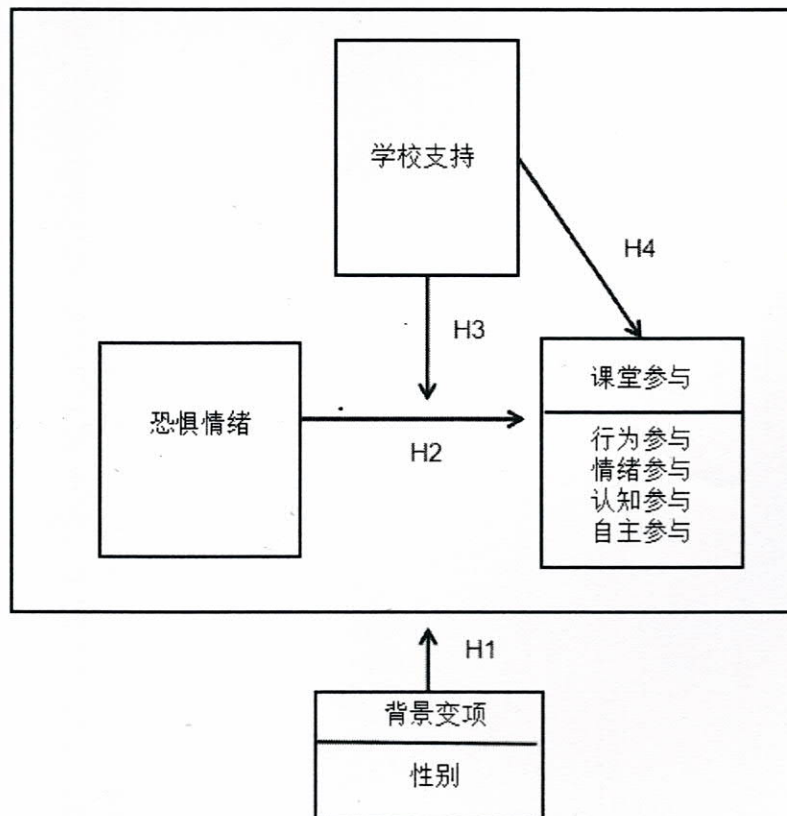 学校支持
H4
H3
恐惧情绪
H2
课堂参与
行为参与
情绪参与
认知参与
自主参与
H1
背景变项
性别